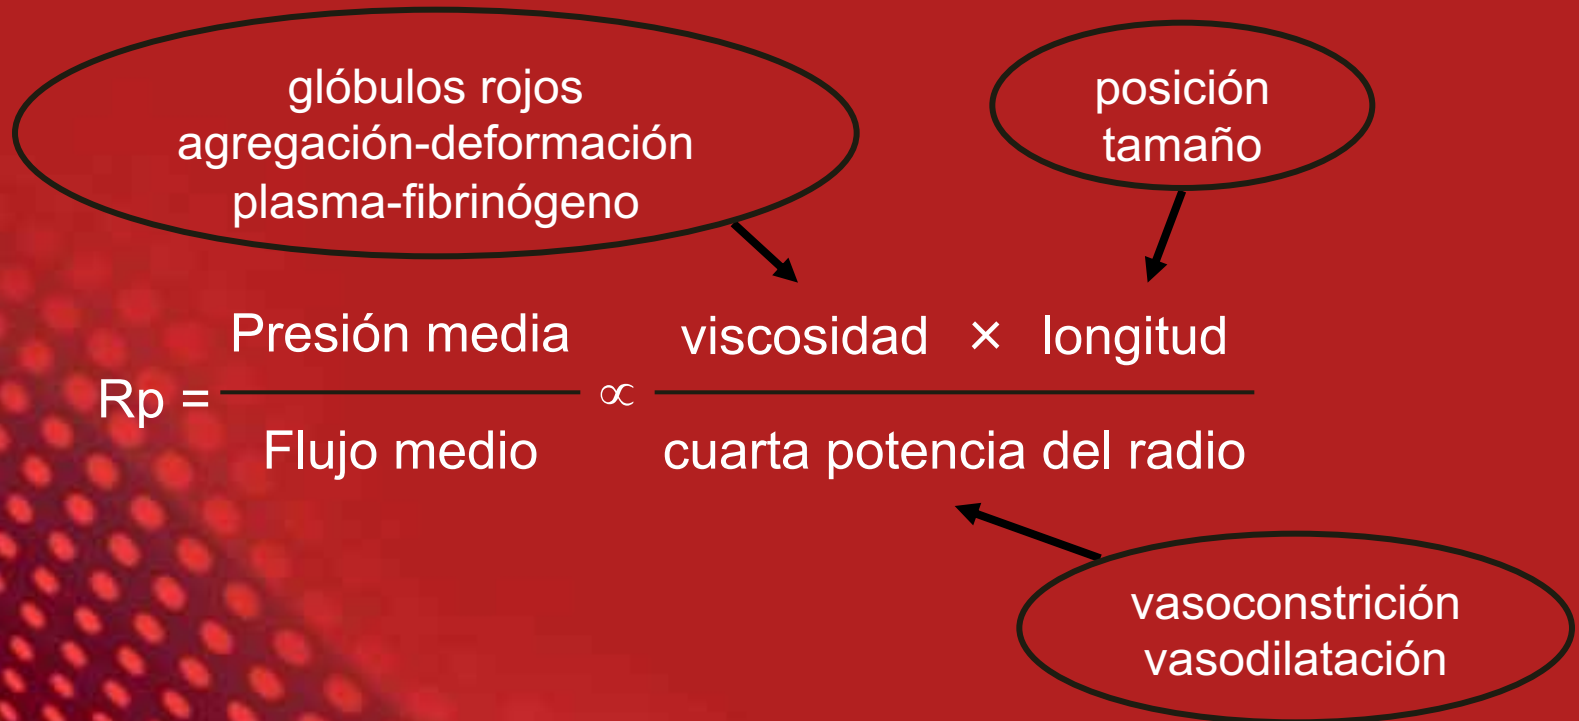 glóbulos rojos
agregación-deformación
plasma-fibrinógeno
posición
tamaño
Presión media
viscosidad × longitud
Rp =
∝
Flujo medio
cuarta potencia del radio
vasoconstrición
vasodilatación